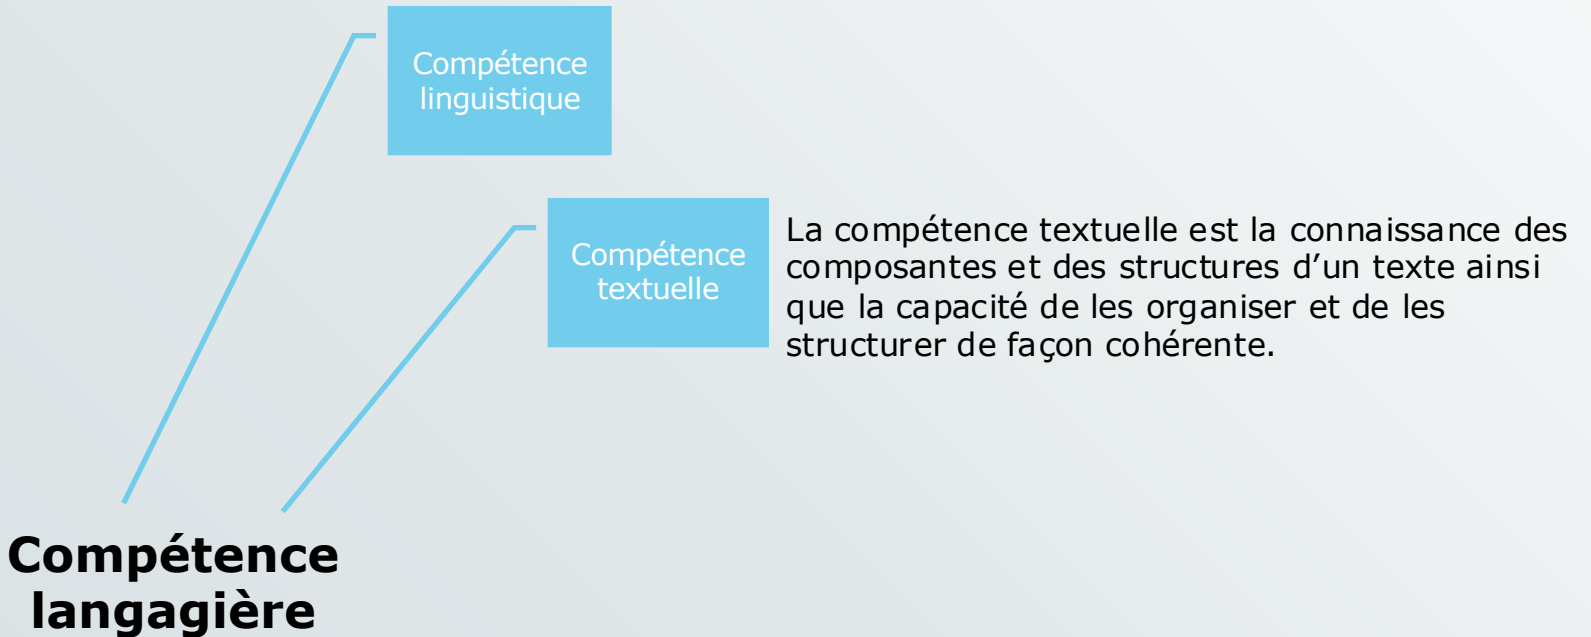 Compétence
linguistique
Compétence
textuelle
La compétence textuelle est la connaissance des
composantes et des structures d’un texte ainsi
que la capacité de les organiser et de les
structurer de façon cohérente.
Compétence
langagière